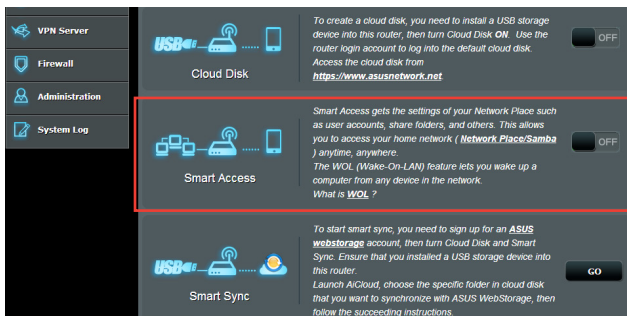 VPN Server
Firewall
Administration
System Log
USB
Cloud Disk
To create a cloud disk, you need to install a USB storage
device into this router, then turn Cloud Disk ON. Use the
router login account to log into the default cloud disk.
Access the cloud disk from
https://www.asusnetwork.net.
OFF
Smart Access
Smart Access gets the settings of your Network Place such
as user accounts, share folders, and others. This allows
you to access your home network ( Network Place/Samba
) anytime, anywhere.
The WOL (Wake-On-LAN) feature lets you wake up a
computer from any device in the network.
What is WOL ?
OFF
USB
Smart Sync
To start smart sync, you need to sign up for an ASUS
webstorage account, then turn Cloud Disk and Smart
Sync. Ensure that you installed a USB storage device into
this router.
Launch AiCloud, choose the specific folder in cloud disk
that you want to synchronize with ASUS WebStorage, then
follow the succeeding instructions.
GO